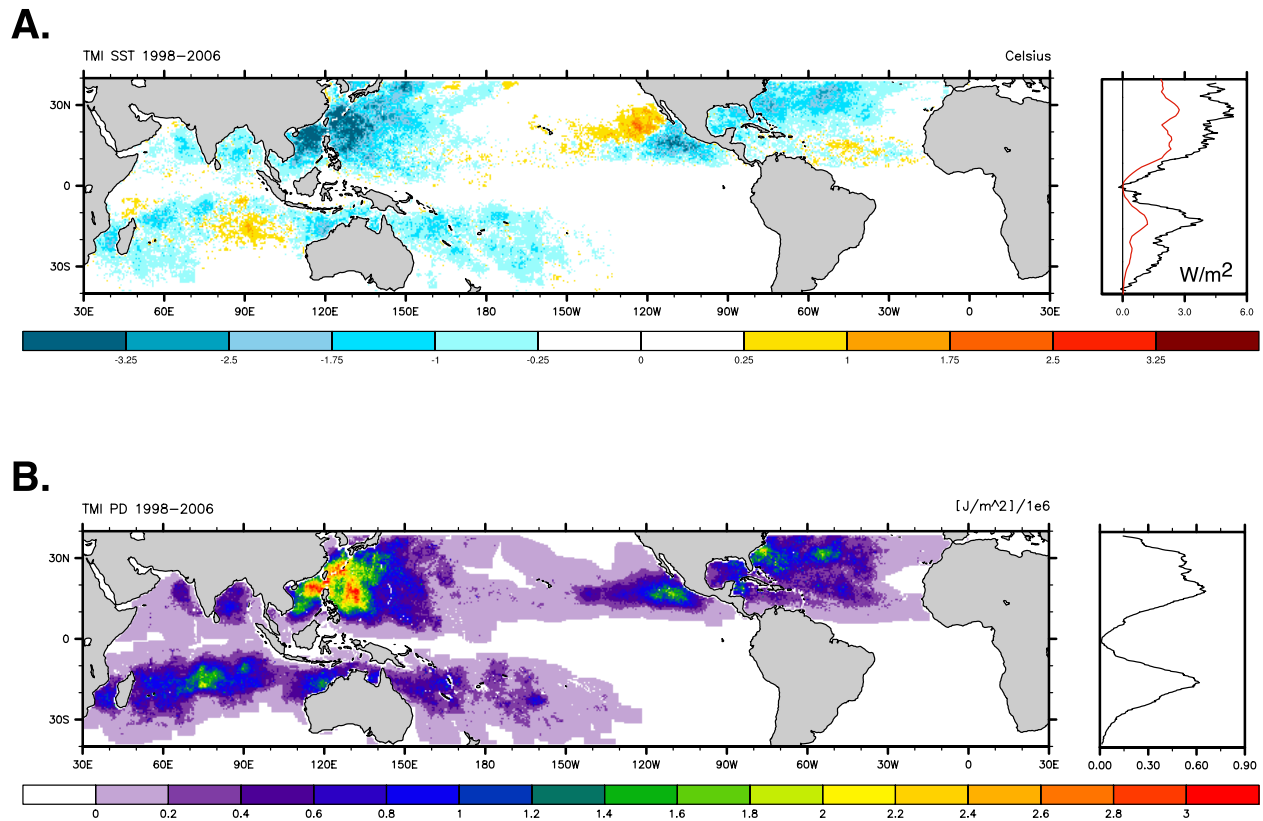 A.
TMI SST 1998−2006 Celsius
30N
0
30S
W/m2
30E 60E 90E 120E 150E 180 150W 120W 90W 60W 30W 0 30E 0.0 3.0 6.0
-3.25 -2.5 -1.75 -1 -0.25 0 0.25 1 1.75 2.5 3.25
B.
TMI PD 1998−2006 [J/m^2]/1e6
30N
0
30S
30E 60E 90E 120E 150E 180 150W 120W 90W 60W 30W 0 30E 0.00 0.30 0.60 0.90
0 0.2 0.4 0.6 0.8 1 1.2 1.4 1.6 1.8 2 2.2 2.4 2.6 2.8 3